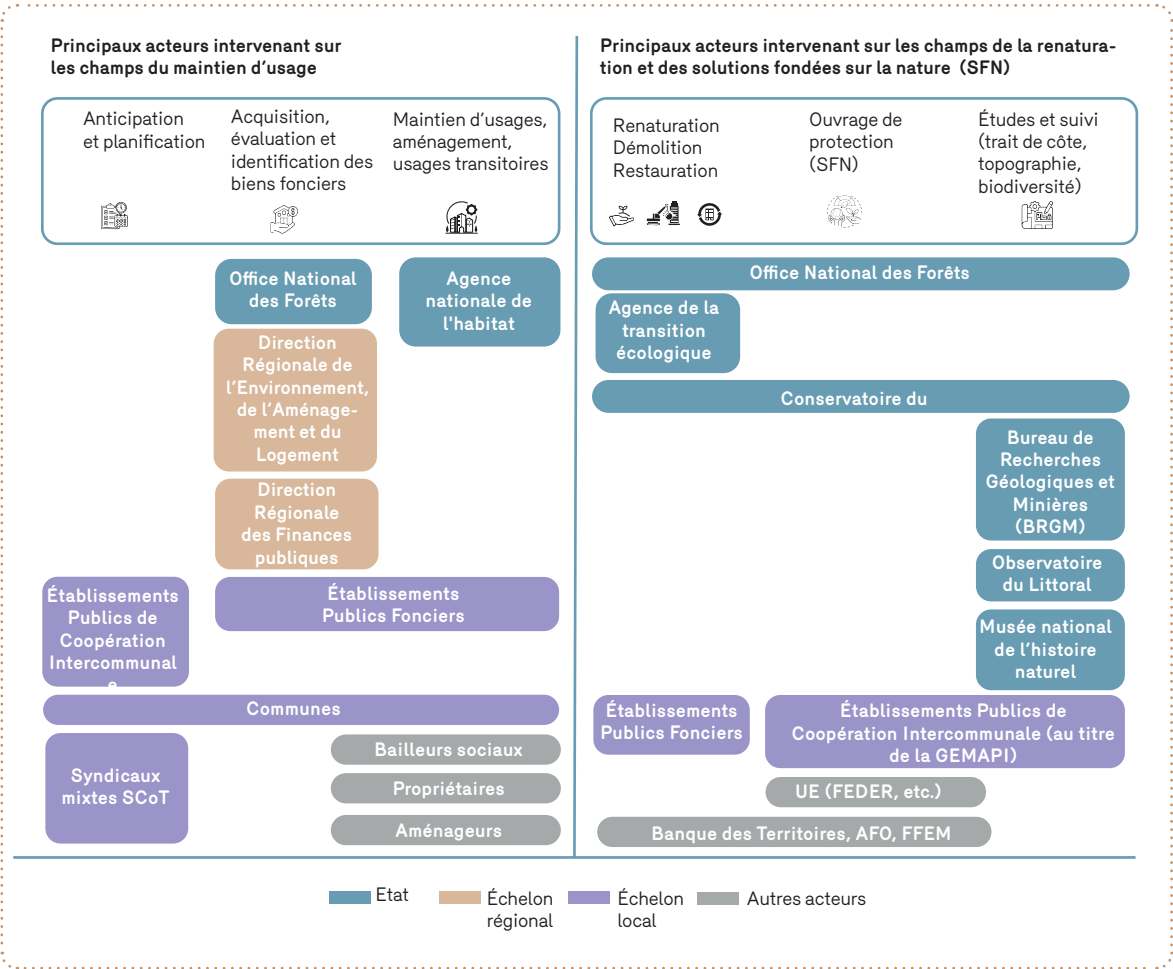 Principaux acteurs intervenant sur
les champs du maintien d'usage
Anticipation
et planification
Acquisition,
évaluation et
identification des
biens fonciers
Maintien d'usages,
aménagement,
usages transitoires
Office National
des Forêts
Agence
nationale de
l'habitat
Direction
Régionale de
l'Environnement,
de l'Aménage-
ment et du
Logement
Direction
Régionale
des Finances
publiques
Établissements
Publics de
Coopération
Intercommunal
e
Établissements
Publics Fonciers
Communes
Syndicaux
mixtes SCoT
Bailleurs sociaux
Propriétaires
Aménageurs
Principaux acteurs intervenant sur les champs de la renatura-
tion et des solutions fondées sur la nature (SFN)
Renaturation
Démolition
Restauration
Ouvrage de
protection
(SFN)
Études et suivi
(trait de côte,
topographie,
biodiversité)
Office National des Forêts
Agence de la
transition
écologique
Conservatoire du
Bureau de
Recherches
Géologiques et
Minières
(BRGM)
Observatoire
du Littoral
Musée national
de l'histoire
naturel
Établissements
Publics Fonciers
Établissements Publics de
Coopération Intercommunale (au titre
de la GEMAPI)
UE (FEDER, etc.)
Banque des Territoires, AFO, FFEM
Etat
Échelon
régional
Échelon
local
Autres acteurs